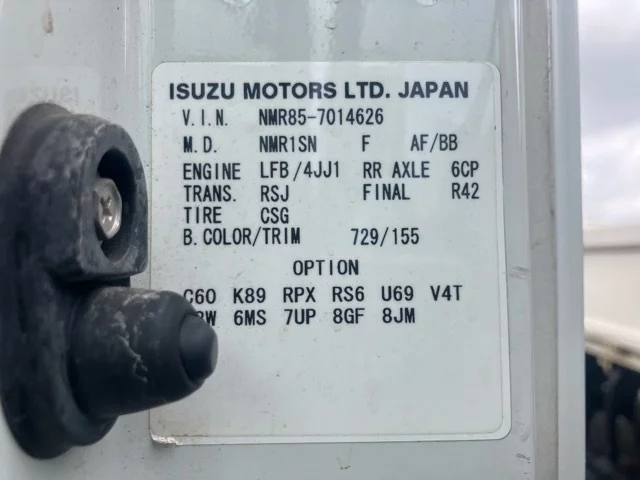 ISUZU MOTORS LTD. JAPAN
V.I.N. NMR85-7014626
M.D. NMR1SN F AF/BB
ENGINE LFB/4JJ1 RR AXLE 6CP
TRANS. RSJ FINAL R42
TIRE CSG
B.COLOR/TRIM 729/155
OPTION
C60 K89 RPX RS6 U69 V4T
6MS 7UP 8GF 8JM